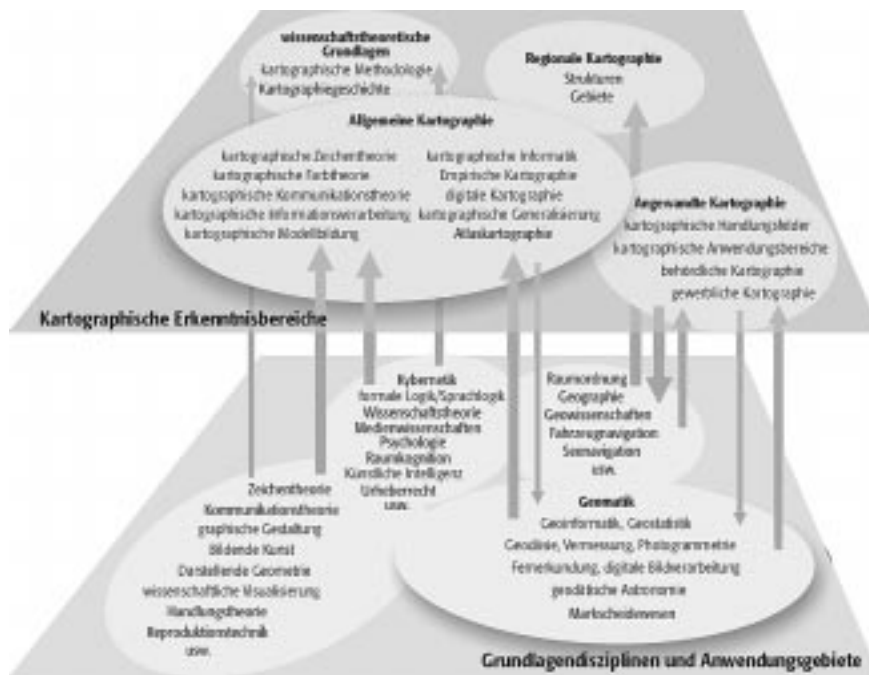 wissenschaftstheoretische
Grundlagen
kartographische Methodologie
Kartographiegeschichte
Regionale Kartographie
Strukturen
Gebiete
Allgemeine Kartographie
kartographische Zeichentheorie
kartographische Farbtheorie
kartographische Kommunikationstheorie
kartographische Informationsverarbeitung
kartographische Modellbildung
kartographische Informatik
Empirische Kartographie
digitale Kartographie
kartographische Generalisierung
Atlaskartographie
Angewandte Kartographie
kartographische Handlungsfelder
kartographische Anwendungsbereiche
behördliche Kartographie
gewerbliche Kartographie
Kartographische Erkenntnisbereiche
Kybernetik
formale Logik/Sprachlogik
Wissenschaftstheorie
Medienwissenschaften
Psychologie
Raumkognition
Künstliche Intelligenz
Urheberrecht
usw.
Raumordnung
Geographie
Geowissenschaften
Fahrzeugnavigation
Seenavigation
usw.
Zeichentheorie
Kommunikationstheorie
graphische Gestaltung
Bildende Kunst
Darstellende Geometrie
wissenschaftliche Visualisierung
Handlungstheorie
Reproduktionstechnik
usw.
Geomatik
Geoinformatik, Geostatistik
Geodäsie, Vermessung, Photogrammetrie
Fernerkundung, digitale Bildverarbeitung
geodätische Astronomie
Markscheidewesen
Grundlagendisziplinen und Anwendungsgebiete